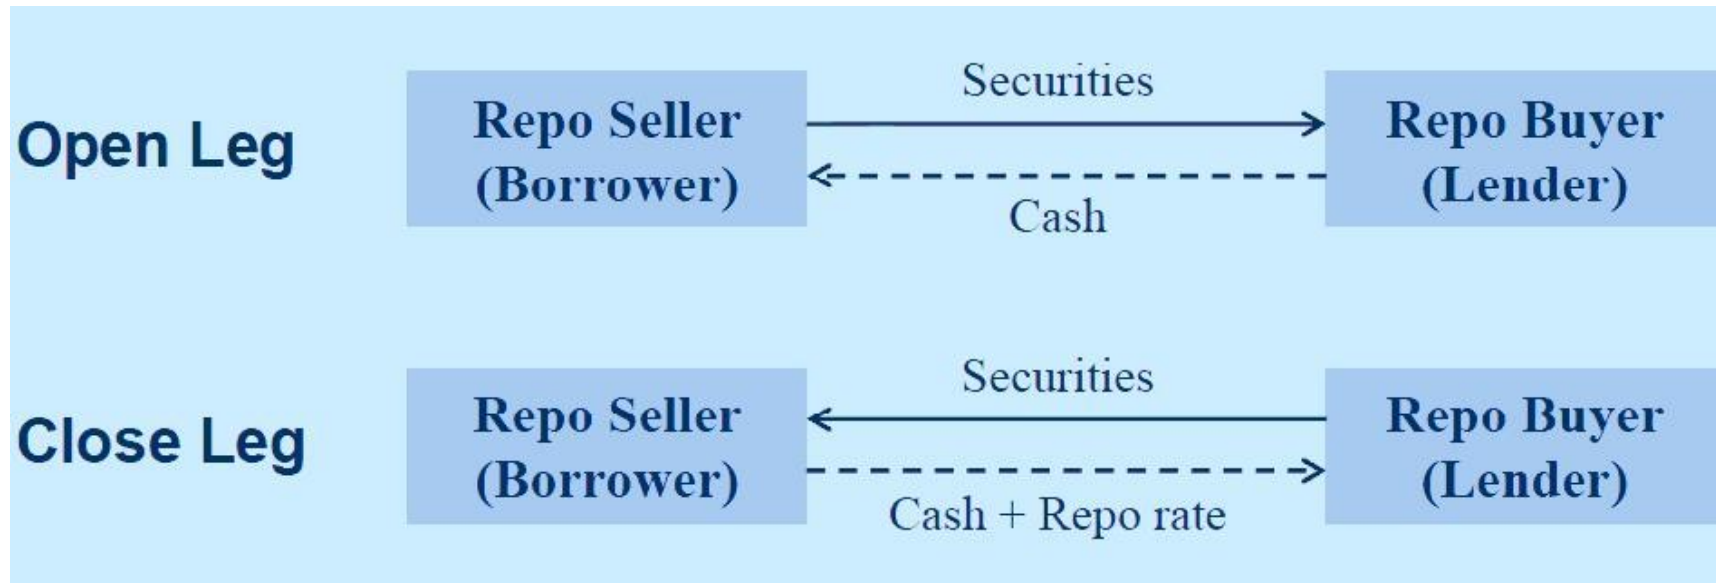 Open Leg
Repo Seller
(Borrower)
Securities
Cash
Repo Buyer
(Lender)
Close Leg
Repo Seller
(Borrower)
Securities
Cash + Repo rate
Repo Buyer
(Lender)